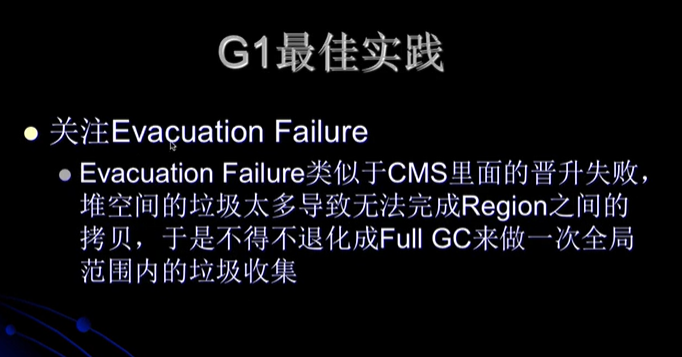 G1最佳实践
关注Evacuation Failure
Evacuation Failure类似于CMS里面的晋升失败，
堆空间的垃圾太多导致无法完成Region之间的
拷贝，于是不得不退化成Full GC来做一次全局
范围内的垃圾收集